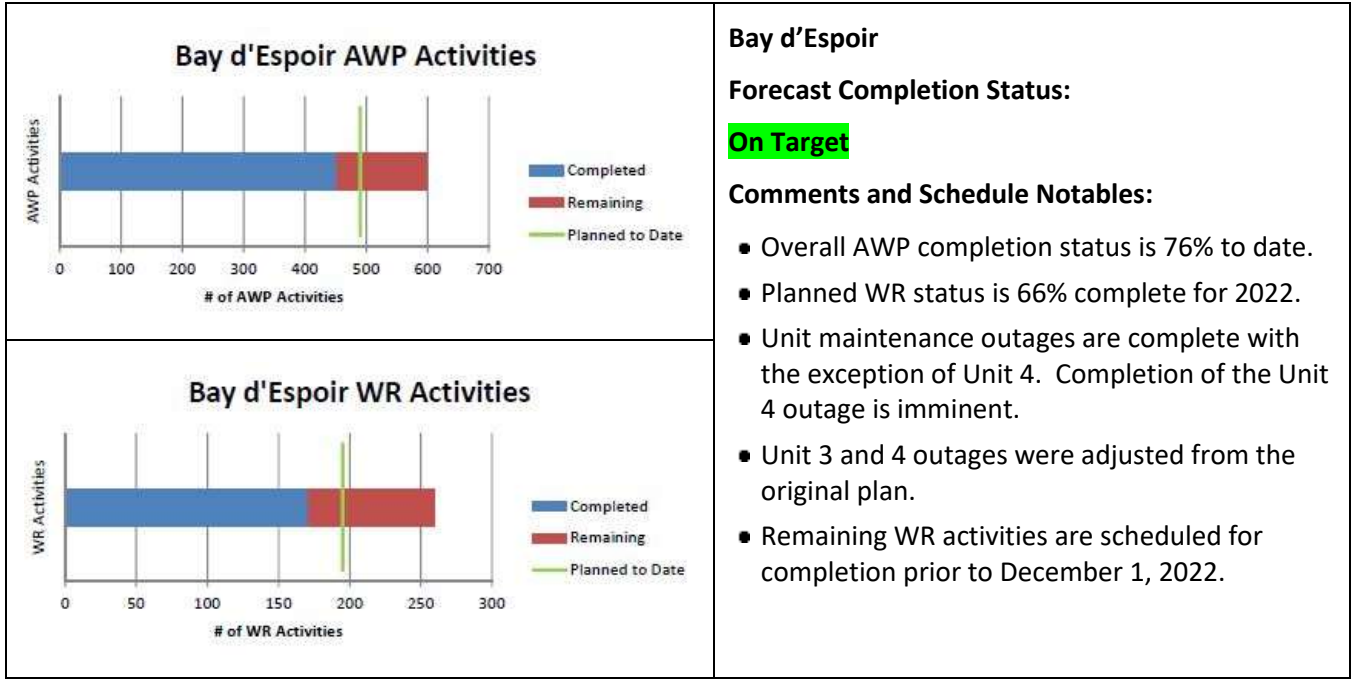 Bay d'Espoir AWP Activities
AWP Activities
Completed
Remaining
Planned to Date
0 100 200 300 400 500 600 700
# of AWP Activities
Bay d'Espoir WR Activities
WR Activities
Completed
Remaining
Planned to Date
0 50 100 150 200 250 300
# of WR Activities
Bay d’Espoir
Forecast Completion Status:
On Target
Comments and Schedule Notables:
• Overall AWP completion status is 76% to date.
• Planned WR status is 66% complete for 2022.
• Unit maintenance outages are complete with
the exception of Unit 4. Completion of the Unit
4 outage is imminent.
• Unit 3 and 4 outages were adjusted from the
original plan.
• Remaining WR activities are scheduled for
completion prior to December 1, 2022.